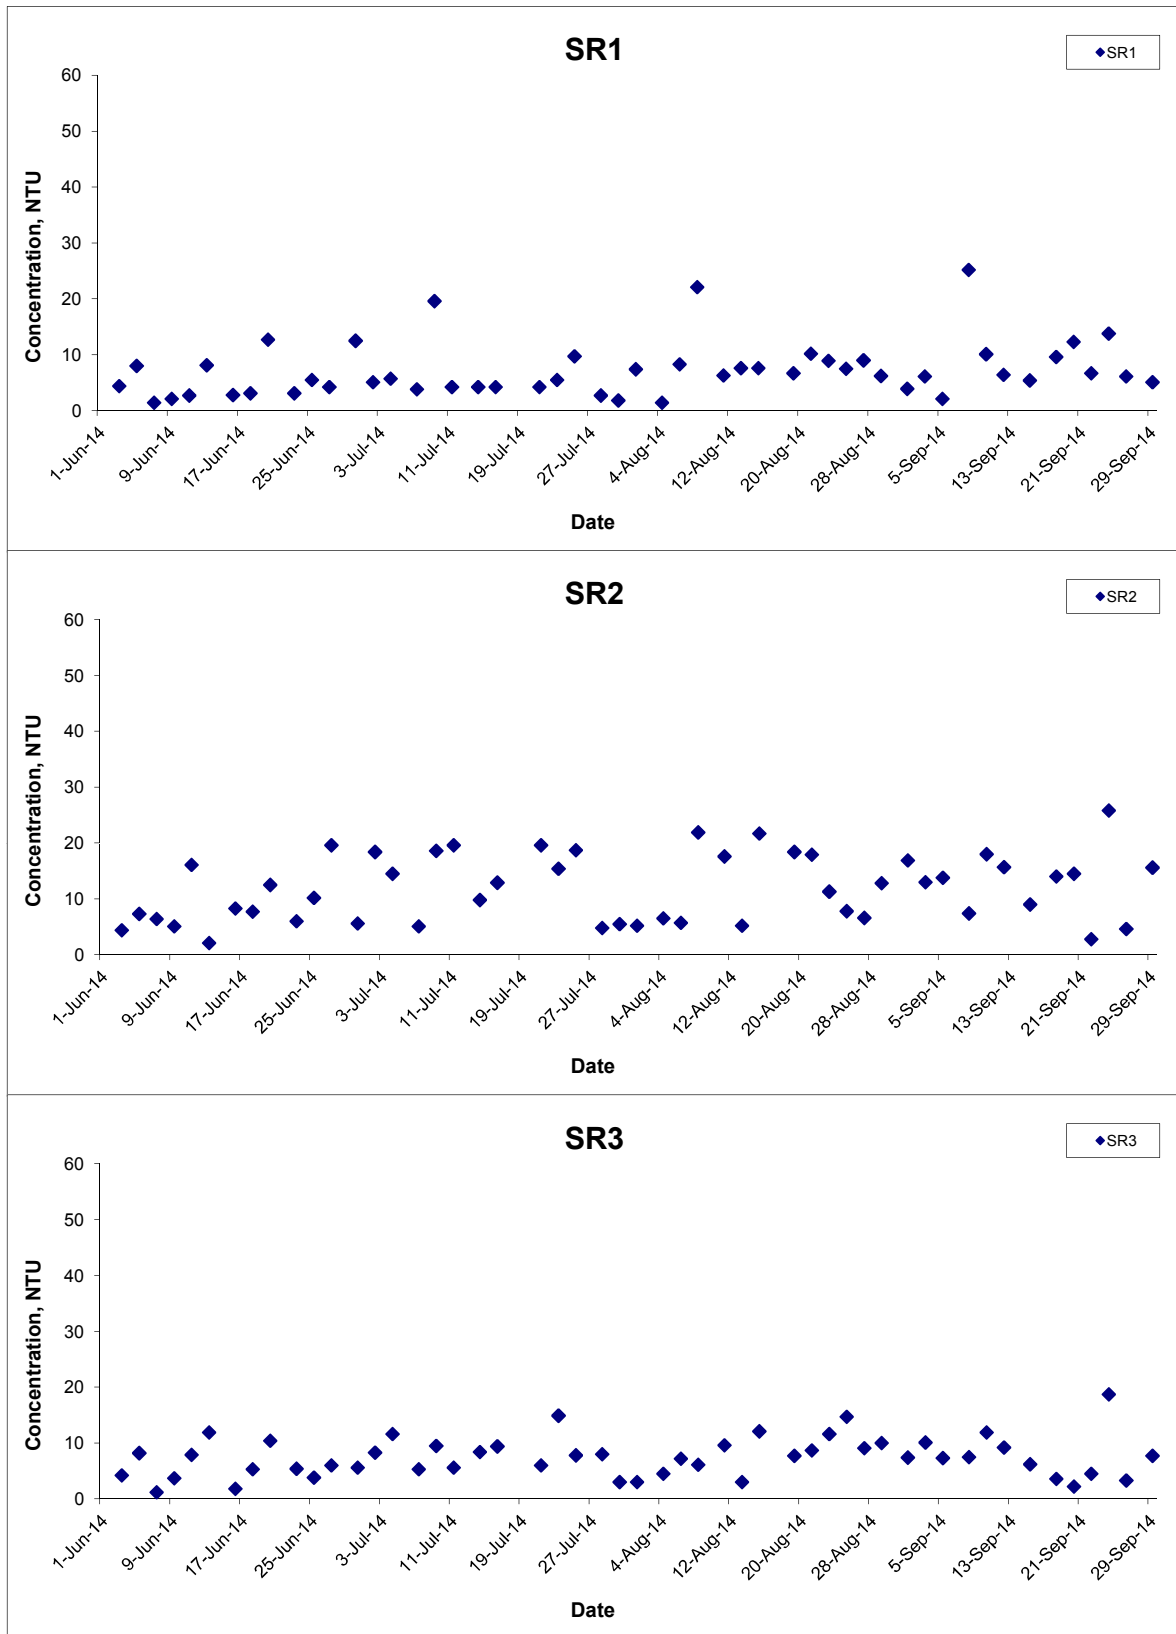 SR1
SR1
Concentration, NTU
60
50
40
30
20
10
0
1-Jun-14
9-Jun-14
17-Jun-14
25-Jun-14
3-Jul-14
11-Jul-14
19-Jul-14
27-Jul-14
4-Aug-14
12-Aug-14
20-Aug-14
28-Aug-14
5-Sep-14
13-Sep-14
21-Sep-14
29-Sep-14
Date
SR2
SR2
Concentration, NTU
60
50
40
30
20
10
0
1-Jun-14
9-Jun-14
17-Jun-14
25-Jun-14
3-Jul-14
11-Jul-14
19-Jul-14
27-Jul-14
4-Aug-14
12-Aug-14
20-Aug-14
28-Aug-14
5-Sep-14
13-Sep-14
21-Sep-14
29-Sep-14
Date
SR3
SR3
Concentration, NTU
60
50
40
30
20
10
0
1-Jun-14
9-Jun-14
17-Jun-14
25-Jun-14
3-Jul-14
11-Jul-14
19-Jul-14
27-Jul-14
4-Aug-14
12-Aug-14
20-Aug-14
28-Aug-14
5-Sep-14
13-Sep-14
21-Sep-14
29-Sep-14
Date